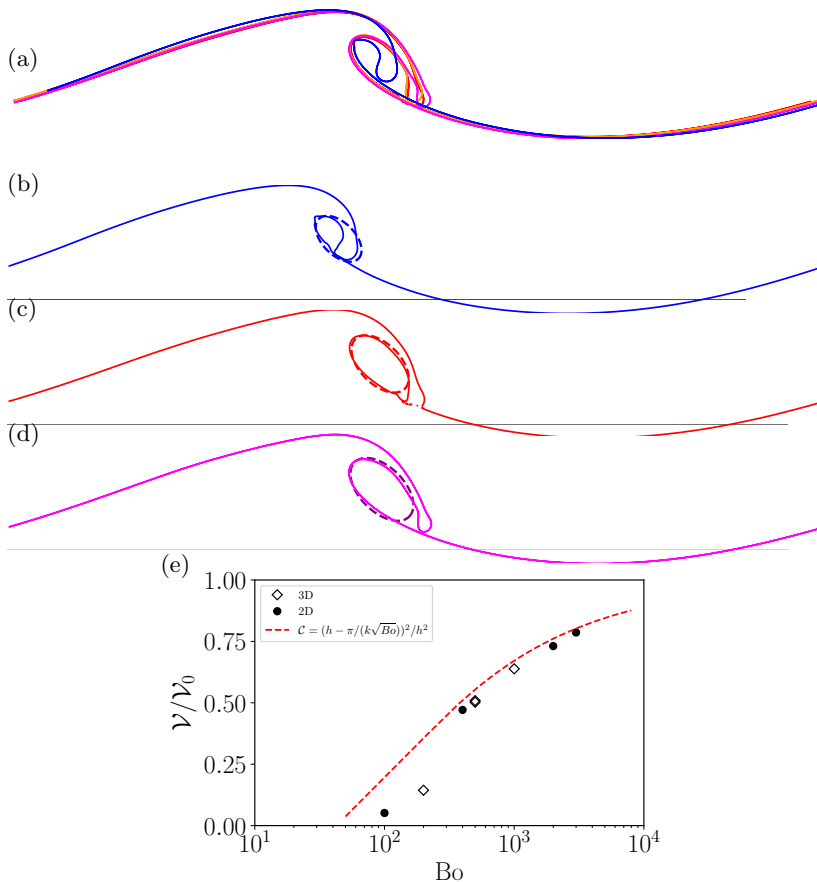 (a)
(b)
(c)
(d)
(e)
1.00
0.75
0.50
0.25
0.00
𝒱/𝒱₀
3D
2D
𝒞 = (h − π/(k√Bo))²/h²
10¹
10²
10³
10⁴
Bo